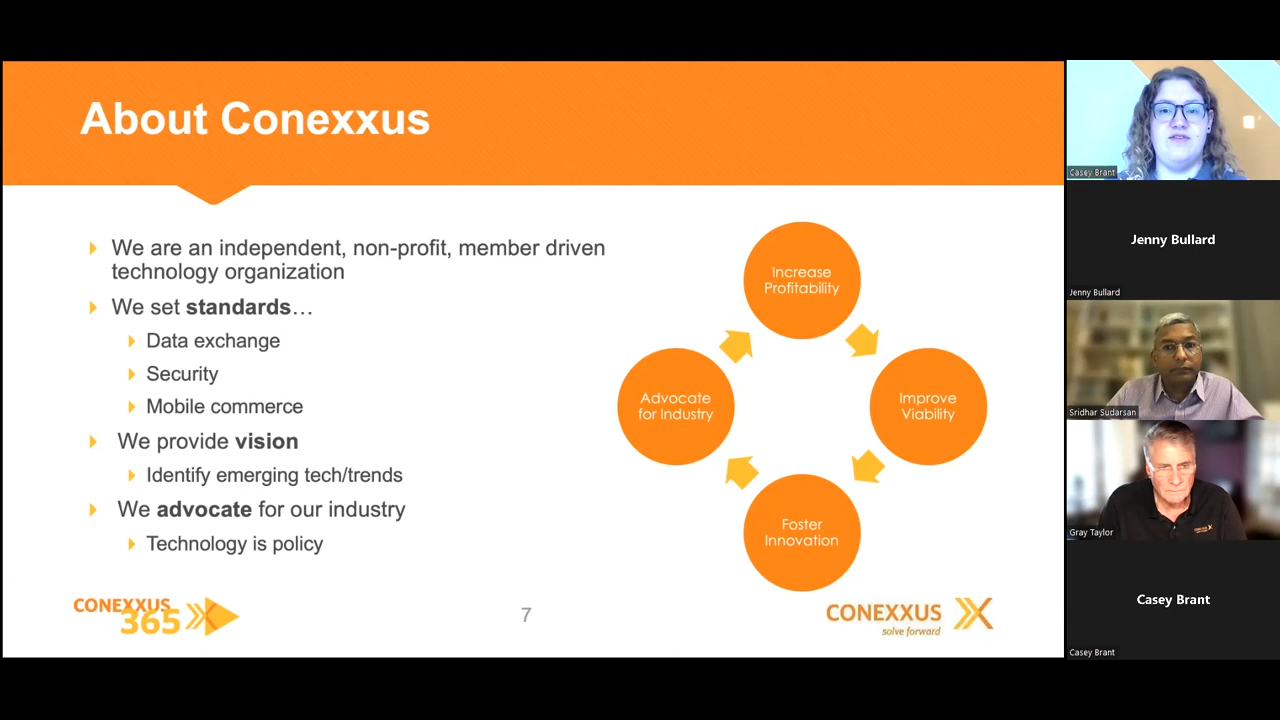 About Conexxus
We are an independent, non-profit, member driven
technology organization
We set standards…
Data exchange
Security
Mobile commerce
We provide vision
Identify emerging tech/trends
We advocate for our industry
Technology is policy
Increase
Profitability
Improve
Viability
Foster
Innovation
Advocate
for Industry
CONEXXUS
365
7
CONEXXUS
solve forward
Casey Brant
Jenny Bullard
Jenny Bullard
Sridhar Sudarsan
Gray Taylor
Casey Brant
Casey Brant